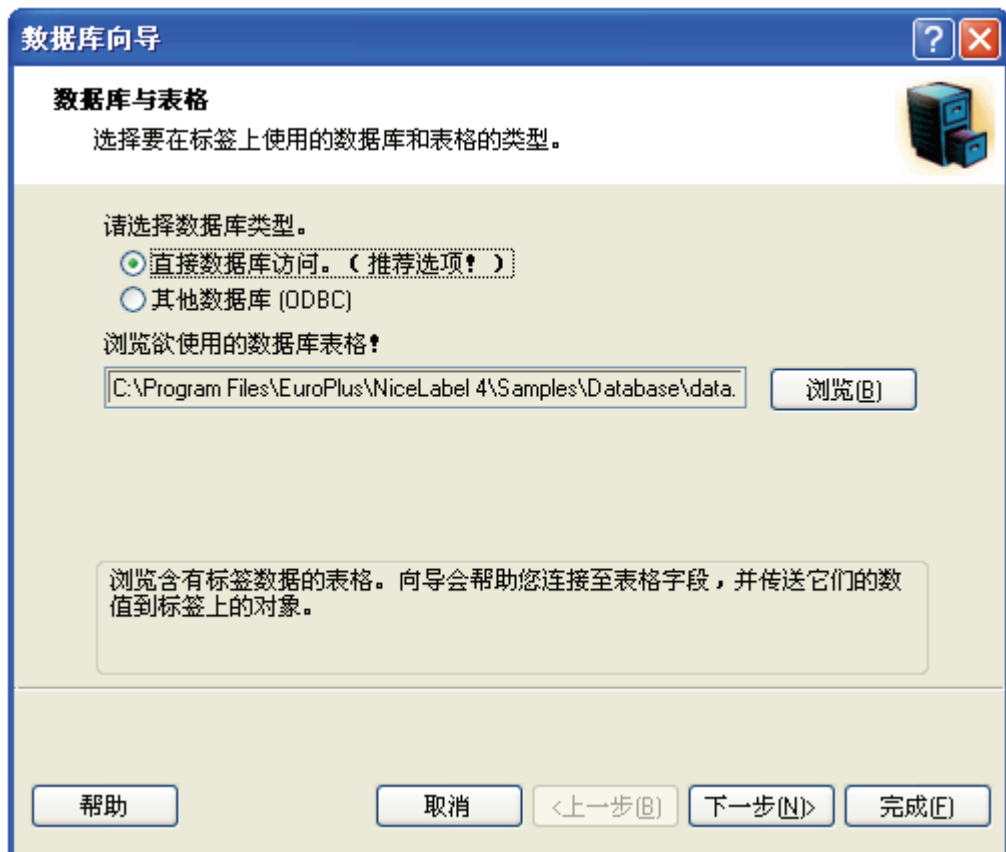 数据库向导
数据库与表格
选择要在标签上使用的数据库和表格的类型。
请选择数据库类型。
直接数据库访问。(推荐选项!)
其他数据库 (ODBC)
浏览欲使用的数据库表格!
C:\Program Files\EuroPlus\NiceLabel 4\Samples\Database\data.
浏览(B)
浏览含有标签数据的表格。向导会帮助您连接至表格字段,并传送它们的数
值到标签上的对象。
帮助
取消
<上一步(B)
下一步(N)>
完成(F)